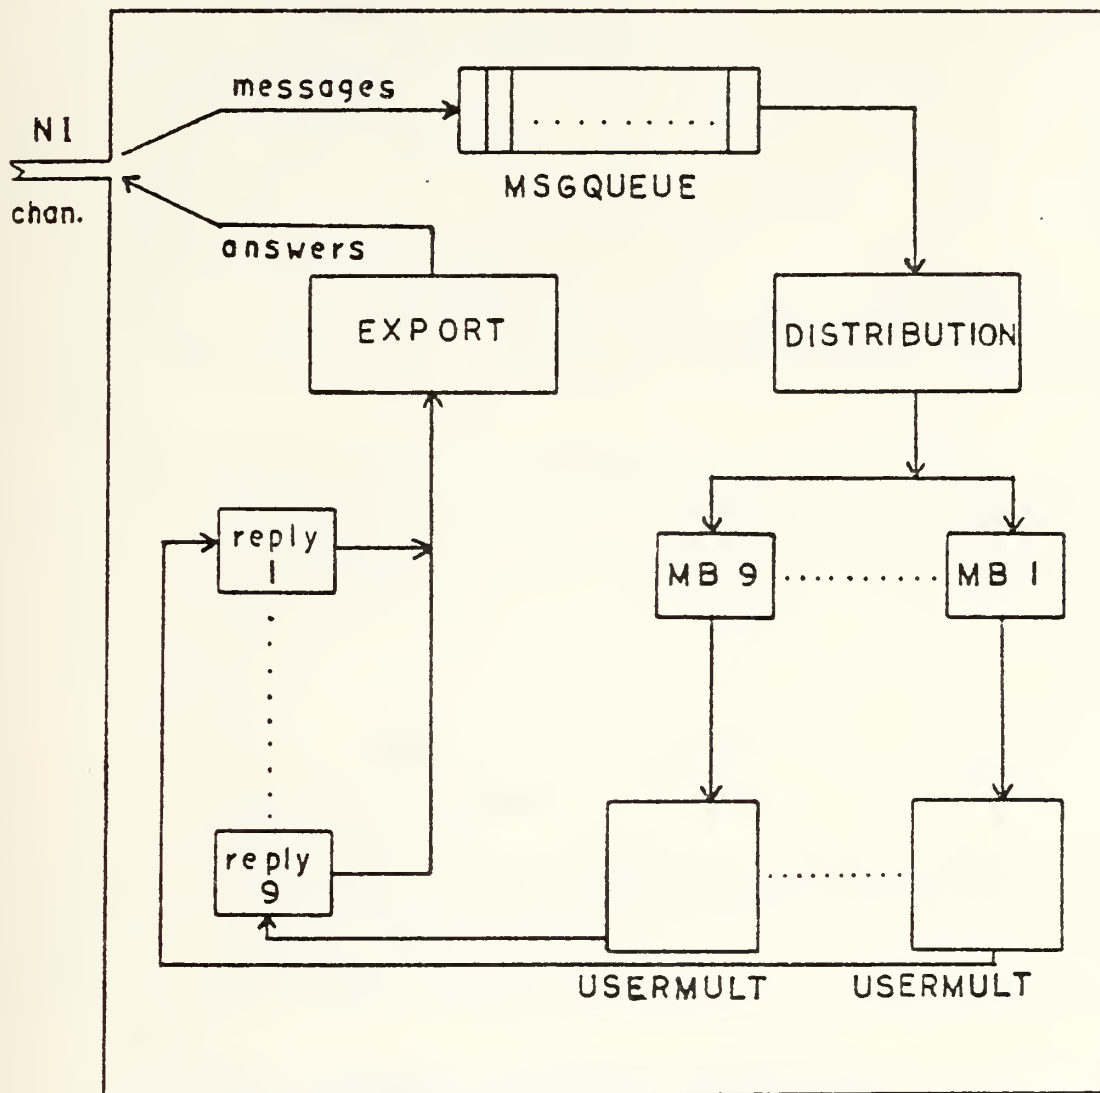 messages
NI
chan.
MSGQUEUE
answers
EXPORT
DISTRIBUTION
reply
1
MB 9
MB 1
reply
9
USERMULT
USERMULT